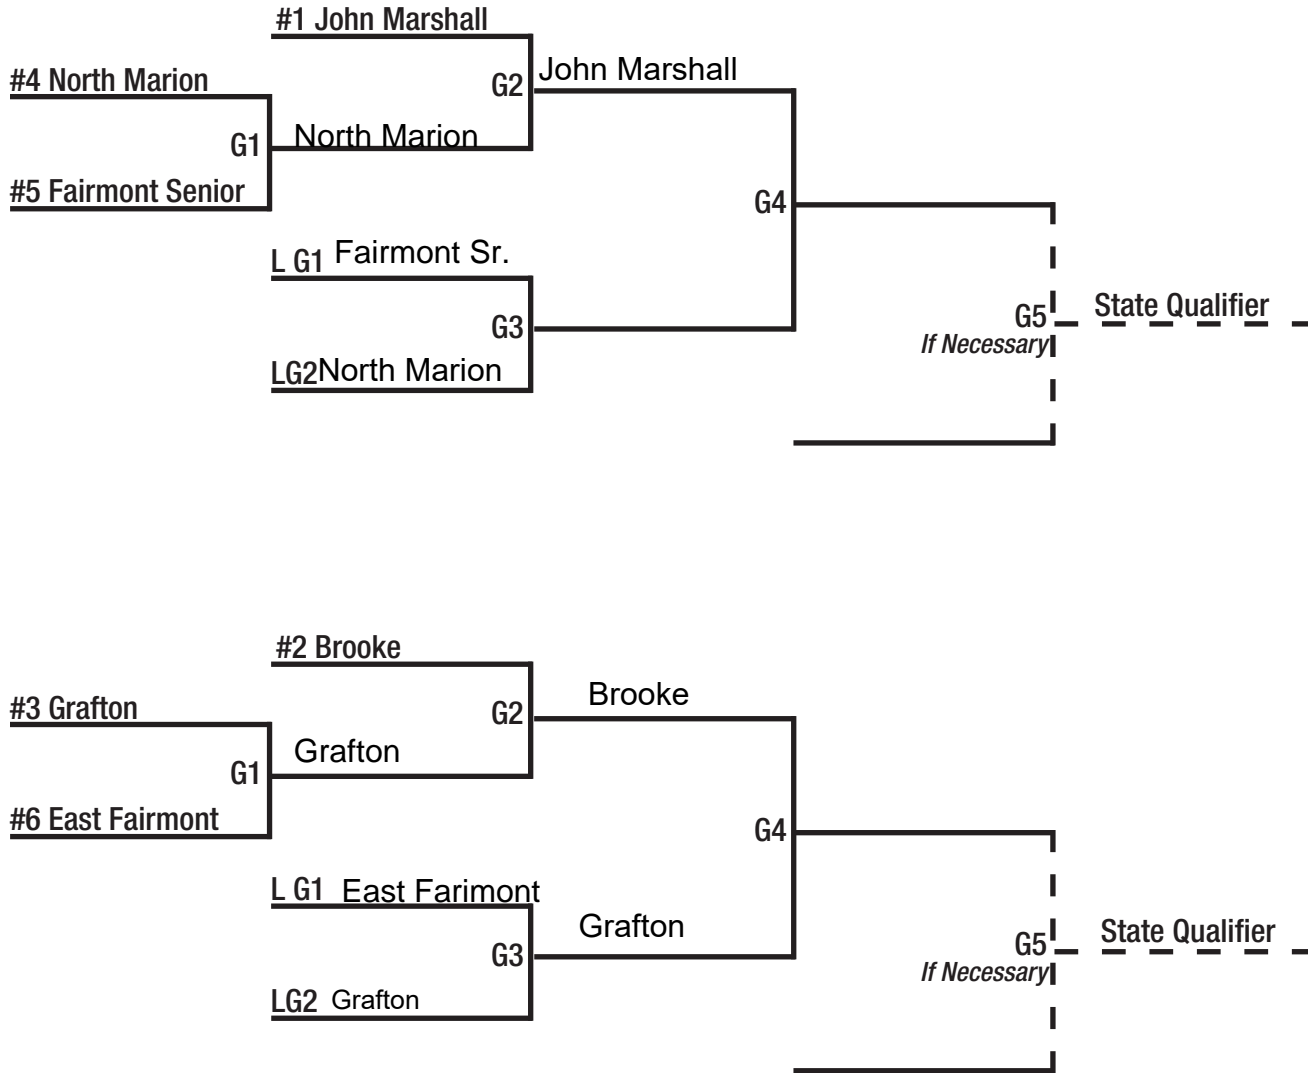 #1 John Marshall
#4 North Marion
G2
John Marshall
G1
North Marion
#5 Fairmont Senior
G4
L G1 Fairmont Sr.
G3
LG2 North Marion
G5
If Necessary
State Qualifier
#2 Brooke
#3 Grafton
G2
Brooke
G1
Grafton
#6 East Fairmont
G4
L G1 East Farimont
G3
Grafton
LG2 Grafton
G5
If Necessary
State Qualifier